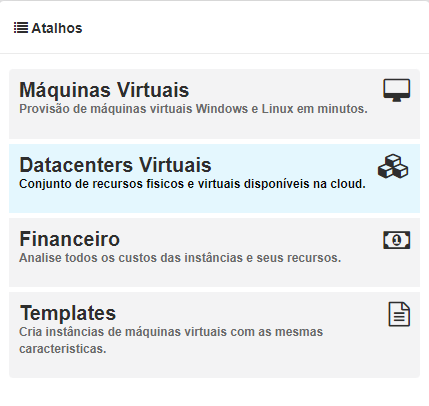 Atalhos
Máquinas Virtuais
Provisão de máquinas virtuais Windows e Linux em minutos.
Datacenters Virtuais
Conjunto de recursos fisicos e virtuais disponíveis na cloud.
Financeiro
1
Analise todos os custos das instâncias e seus recursos.
Templates
Cria instâncias de máquinas virtuais com as mesmas
caracteristicas.